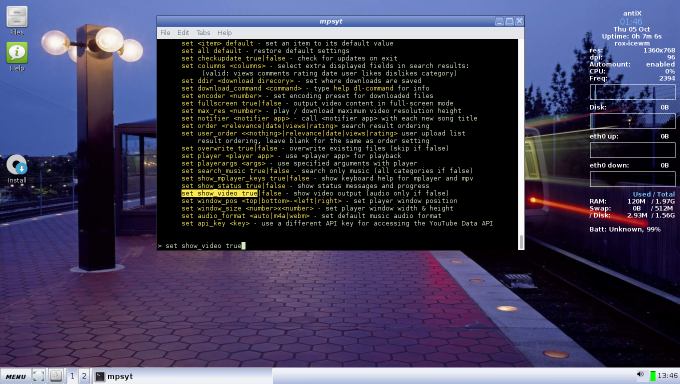 mpsyt
File Edit Tabs Help
set <item> default - set an item to its default value
set all default - restore default settings
set checkupdate true|false - check for updates on exit
set columns <columns> - select extra displayed fields in search results:
(valid: views comments rating date user likes dislikes category)
set ddir <download direcory> - set where downloads are saved
set download_command <command> - type help dl-command for info
set encoder <number> - set encoding preset for downloaded files
set fullscreen true|false - output video content in full-screen mode
set max_res <number> - play / download maximum video resolution height
set notifier <notifier app> - call <notifier app> with each new song title
set order <relevance|date|views|rating> search result ordering
set user_order <<nothing>|relevance|date|views|rating> user upload list
result ordering, leave blank for the same as order setting
set overwrite true|false - overwrite existing files (skip if false)
set player <player app> - use <player app> for playback
set playerargs <args> - use specified arguments with player
set search_music true|false - search only music (all categories if false)
set show_mplayer_keys true|false - show keyboard help for mplayer and mpv
set show_status true|false - show status messages and progress
set show_video true|false - show video output (audio only if false)
set window_pos <top|bottom>-<left|right> - set player window position
set window_size <number>x<number> - set player window width & height
set audio_format <auto|m4a|webm> - set default music audio format
set api_key <key> - use a different API key for accessing the YouTube Data API
> set show_video true
Files
Help
Install
antiX
01:46
Thu 05 Oct
Uptime: 0h 7m 6s
rox-icewm
res: 1360x768
dpi: 96
Automount: enabled
CPU: 0%
Freq: 2394
Disk: 0B
eth0 up: 0B
eth0 down: 0B
Used / Total
RAM: 120M / 1.97G
Swap: 0B / 512M
/ Disk: 2.93M / 1.56G
Batt: Unknown, 99%
MENU 1 2 mpsyt 13:46